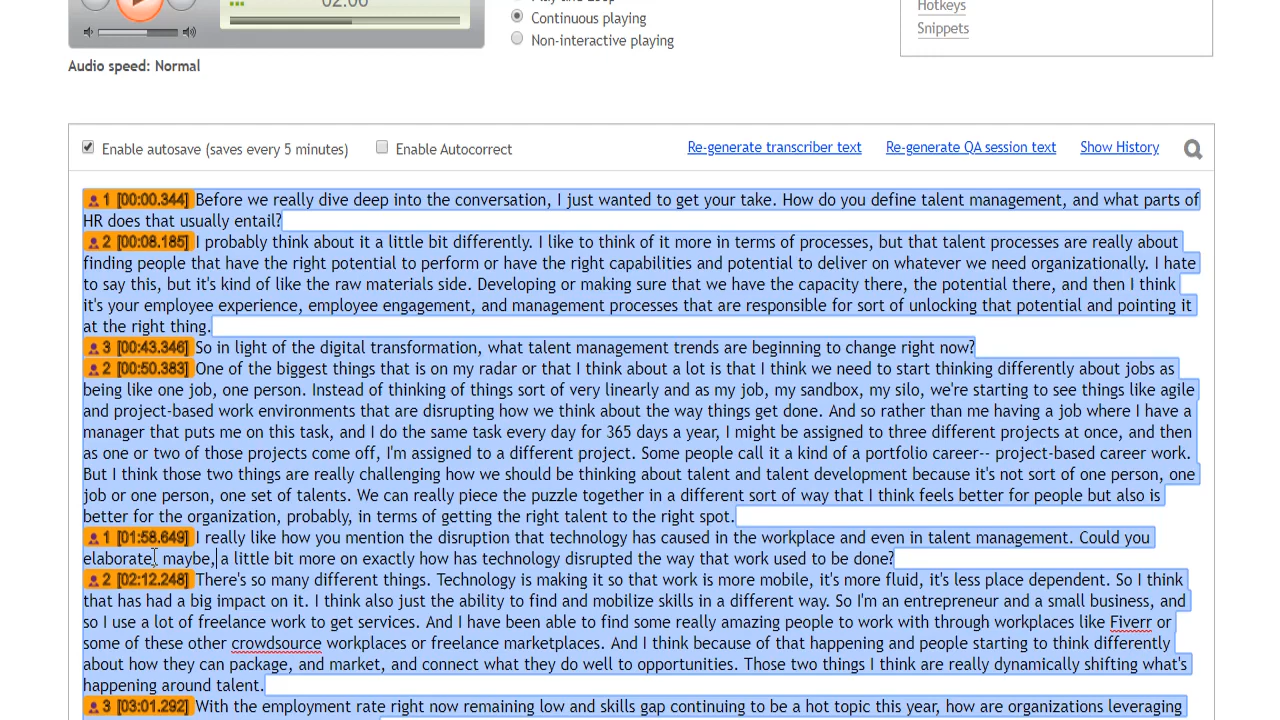 02:06
Continuous playing
Non-interactive playing
Hotkeys
Snippets
Audio speed: Normal
Enable autosave (saves every 5 minutes)
Enable Autocorrect
Re-generate transcriber text
Re-generate QA session text
Show History
1 [00:00.344] Before we really dive deep into the conversation, I just wanted to get your take. How do you define talent management, and what parts of
HR does that usually entail?
2 [00:08.185] I probably think about it a little bit differently. I like to think of it more in terms of processes, but that talent processes are really about
finding people that have the right potential to perform or have the right capabilities and potential to deliver on whatever we need organizationally. I hate
to say this, but it's kind of like the raw materials side. Developing or making sure that we have the capacity there, the potential there, and then I think
it's your employee experience, employee engagement, and management processes that are responsible for sort of unlocking that potential and pointing it
at the right thing.
3 [00:43.346] So in light of the digital transformation, what talent management trends are beginning to change right now?
2 [00:50.383] One of the biggest things that is on my radar or that I think about a lot is that I think we need to start thinking differently about jobs as
being like one job, one person. Instead of thinking of things sort of very linearly and as my job, my sandbox, my silo, we're starting to see things like agile
and project-based work environments that are disrupting how we think about the way things get done. And so rather than me having a job where I have a
manager that puts me on this task, and I do the same task every day for 365 days a year, I might be assigned to three different projects at once, and then
as one or two of those projects come off, I'm assigned to a different project. Some people call it a kind of a portfolio career-- project-based career work.
But I think those two things are really challenging how we should be thinking about talent and talent development because it's not sort of one person, one
job or one person, one set of talents. We can really piece the puzzle together in a different sort of way that I think feels better for people but also is
better for the organization, probably, in terms of getting the right talent to the right spot.
1 [01:58.649] I really like how you mention the disruption that technology has caused in the workplace and even in talent management. Could you
elaborate, maybe, a little bit more on exactly how has technology disrupted the way that work used to be done?
2 [02:12.248] There's so many different things. Technology is making it so that work is more mobile, it's more fluid, it's less place dependent. So I think
that has had a big impact on it. I think also just the ability to find and mobilize skills in a different way. So I'm an entrepreneur and a small business, and
so I use a lot of freelance work to get services. And I have been able to find some really amazing people to work with through workplaces like Fiverr or
some of these other crowdsource workplaces or freelance marketplaces. And I think because of that happening and people starting to think differently
about how they can package, and market, and connect what they do well to opportunities. Those two things I think are really dynamically shifting what's
happening around talent.
3 [03:01.292] With the employment rate right now remaining low and skills gap continuing to be a hot topic this year, how are organizations leveraging